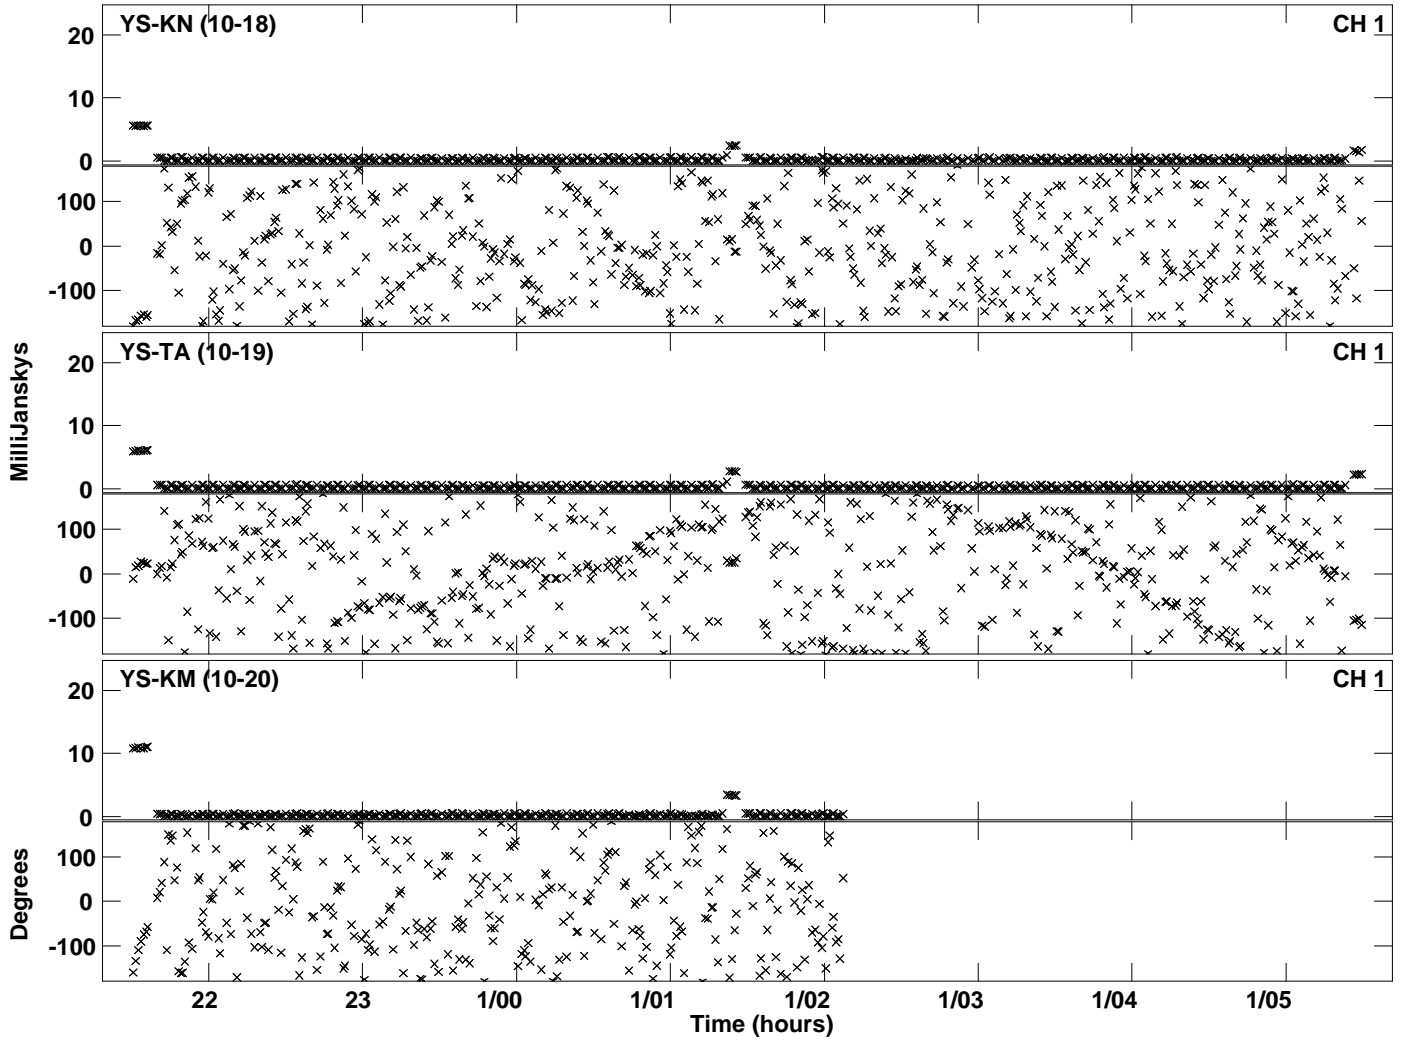 YS-KN (10-18) CH 1
20
10
0
100
0
-100
YS-TA (10-19) CH 1
20
10
0
100
0
-100
YS-KM (10-20) CH 1
20
10
0
100
0
-100
MilliJanskys
Degrees
22 23 1/00 1/01 1/02 1/03 1/04 1/05
Time (hours)